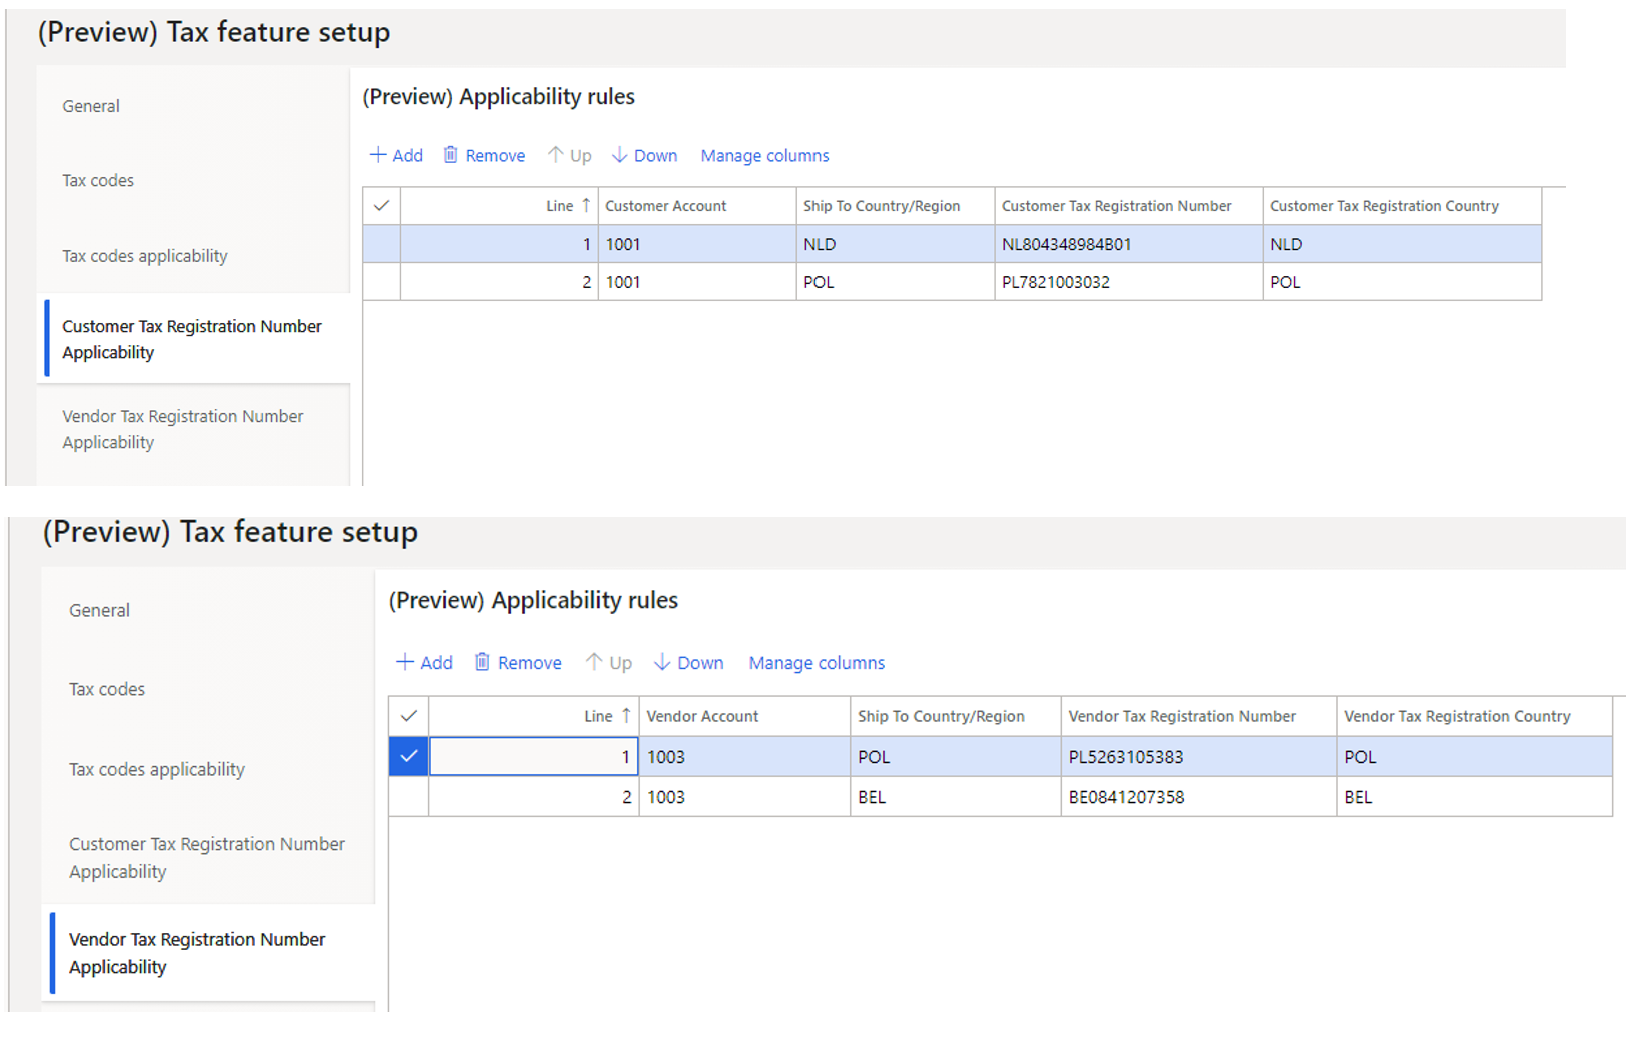 (Preview) Tax feature setup
General
Tax codes
Tax codes applicability
Customer Tax Registration Number
Applicability
Vendor Tax Registration Number
Applicability
(Preview) Applicability rules
Add Remove Up Down Manage columns
Line Customer Account Ship To Country/Region Customer Tax Registration Number Customer Tax Registration Country
1 1001 NLD NL804348984B01 NLD
2 1001 POL PL7821003032 POL
(Preview) Tax feature setup
General
Tax codes
Tax codes applicability
Customer Tax Registration Number
Applicability
Vendor Tax Registration Number
Applicability
(Preview) Applicability rules
Add Remove Up Down Manage columns
Line Vendor Account Ship To Country/Region Vendor Tax Registration Number Vendor Tax Registration Country
1 1003 POL PL5263105383 POL
2 1003 BEL BE0841207358 BEL